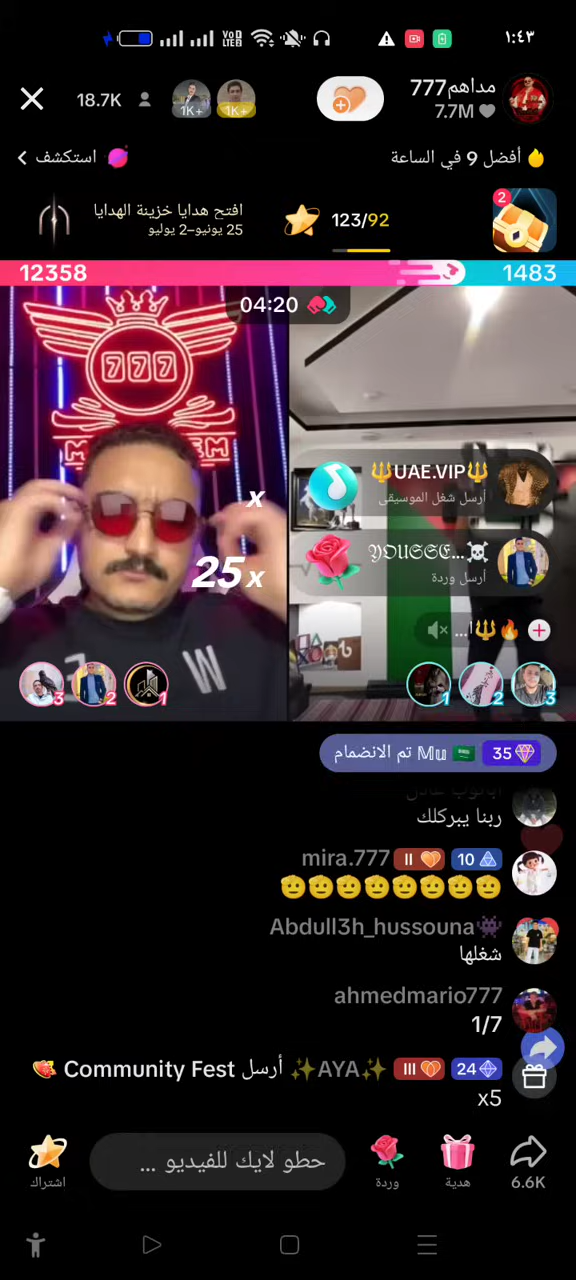 ١:٤٣
VoD
LTE2
مداهم777
7.7M
1K+
1K+
18.7K
أفضل 9 في الساعة
استكشف
2
123/92
افتح هدايا خزينة الهدايا
25 يونيو–2 يوليو
12358
1483
04:20
777
x
25x
🔱UAE.VIP🔱
أرسل شغل الموسيقى
𝔜𝔒𝔘𝔖𝔖𝔈...☠
أرسل وردة
🔥🔱ا...
W
3
2
1
1
2
3
35 🇸🇦 𝕄𝕦 تم الانضمام
ربنا يبركلك
mira.777 II 10
🫡🫡🫡🫡🫡🫡🫡🫡
Abdull3h_hussouna👾
شغلها
ahmedmario777
1/7
24 III ✨AYA✨ أرسل Community Fest
x5
حطو لايك للفيديو ...
اشتراك
وردة
هدية
6.6K